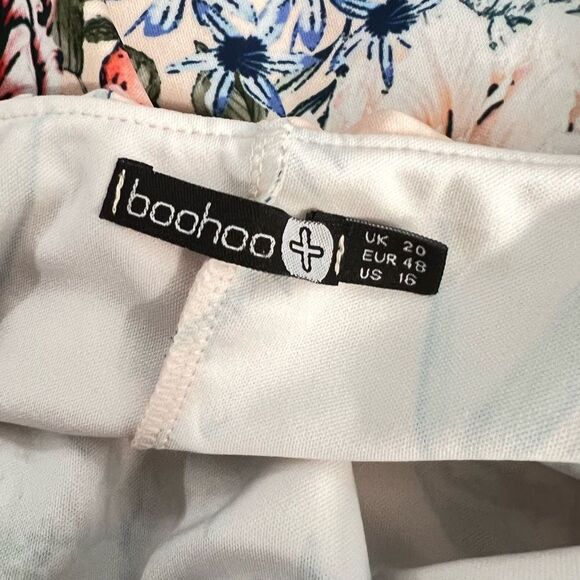 boohoo +
UK 20
EUR 48
US 16